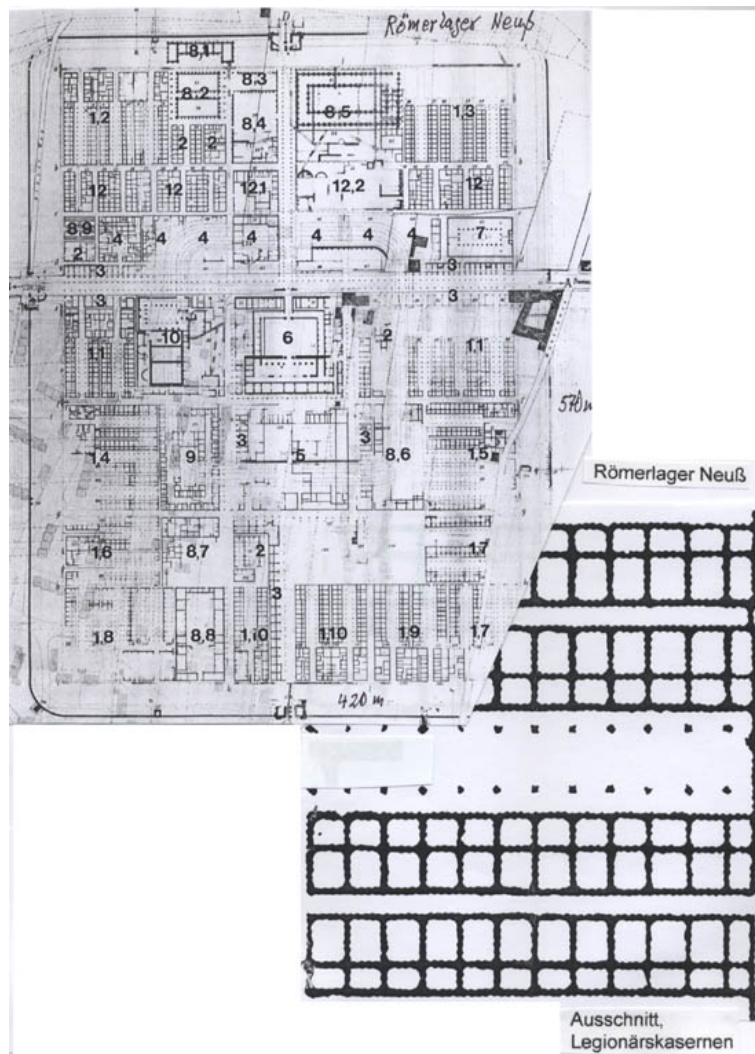 Römerlager Neuß
8,1
8,2 8,3
1,2 8,4 8,5 1,3
2 2
12 12 12,1 12,2 12
8,9 4 4 4 4 4 4 4 7
2
3 3
3 3
10 6 2
1,1 1,1
570 m
1,4 9 3 5 3 8,6 1,5
1,6 8,7 2 1,7
3
1,8 8,8 1,10 1,10 1,9 1,7
420 m
Römerlager Neuß
Ausschnitt,
Legionärskasernen